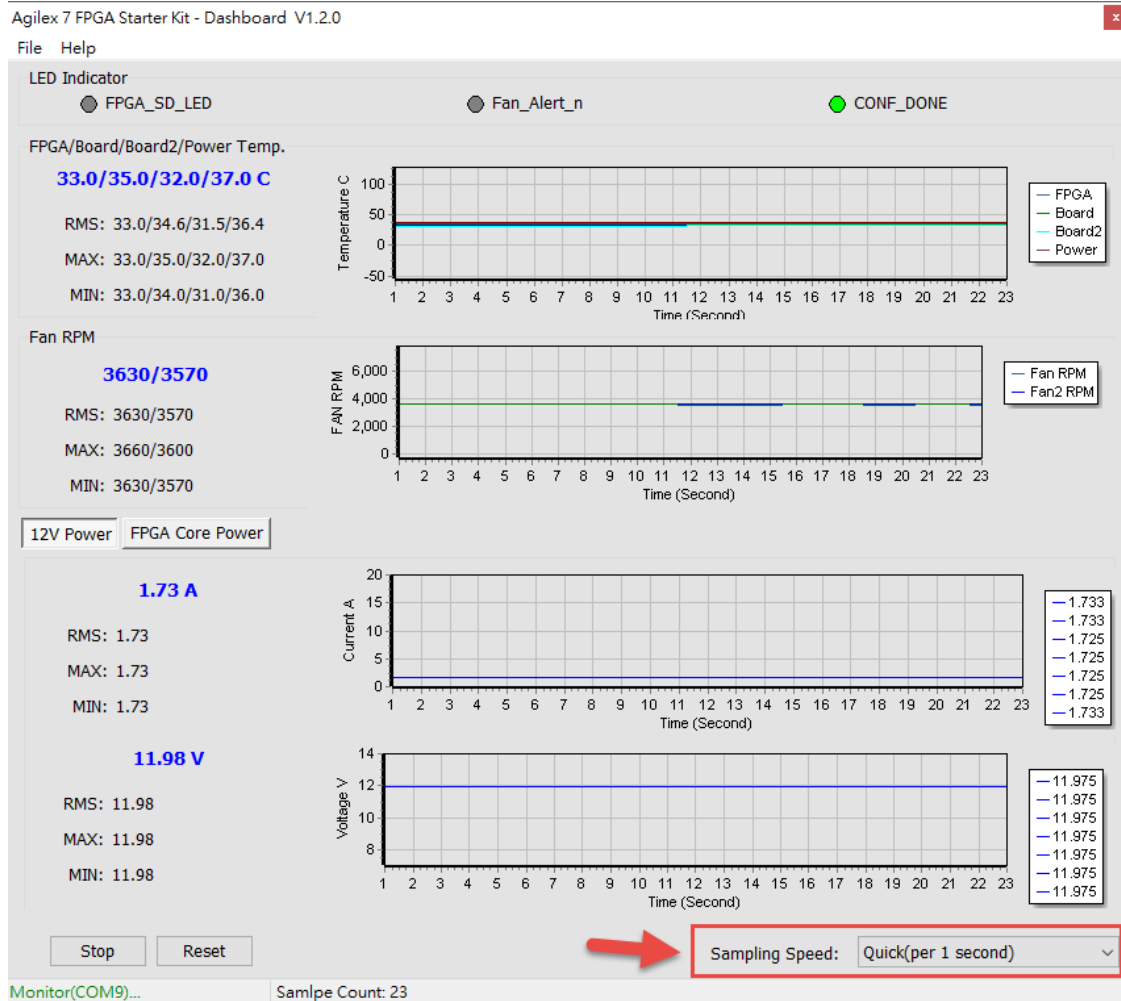 Agilex 7 FPGA Starter Kit - Dashboard V1.2.0
x
File Help
LED Indicator
FPGA_SD_LED Fan_Alert_n CONF_DONE
FPGA/Board/Board2/Power Temp.
33.0/35.0/32.0/37.0 C
RMS: 33.0/34.6/31.5/36.4
MAX: 33.0/35.0/32.0/37.0
MIN: 33.0/34.0/31.0/36.0
Temperature C
100
50
0
-50
1 2 3 4 5 6 7 8 9 10 11 12 13 14 15 16 17 18 19 20 21 22 23
Time (Second)
FPGA
Board
Board2
Power
Fan RPM
3630/3570
RMS: 3630/3570
MAX: 3660/3600
MIN: 3630/3570
FAN RPM
6,000
4,000
2,000
0
1 2 3 4 5 6 7 8 9 10 11 12 13 14 15 16 17 18 19 20 21 22 23
Time (Second)
Fan RPM
Fan2 RPM
12V Power FPGA Core Power
1.73 A
RMS: 1.73
MAX: 1.73
MIN: 1.73
Current A
20
15
10
5
0
1 2 3 4 5 6 7 8 9 10 11 12 13 14 15 16 17 18 19 20 21 22 23
Time (Second)
1.733
1.733
1.725
1.725
1.725
1.725
1.733
11.98 V
RMS: 11.98
MAX: 11.98
MIN: 11.98
Voltage V
14
12
10
8
1 2 3 4 5 6 7 8 9 10 11 12 13 14 15 16 17 18 19 20 21 22 23
Time (Second)
11.975
11.975
11.975
11.975
11.975
11.975
11.975
Stop Reset Sampling Speed: Quick(per 1 second)
Monitor(COM9)... Samlpe Count: 23